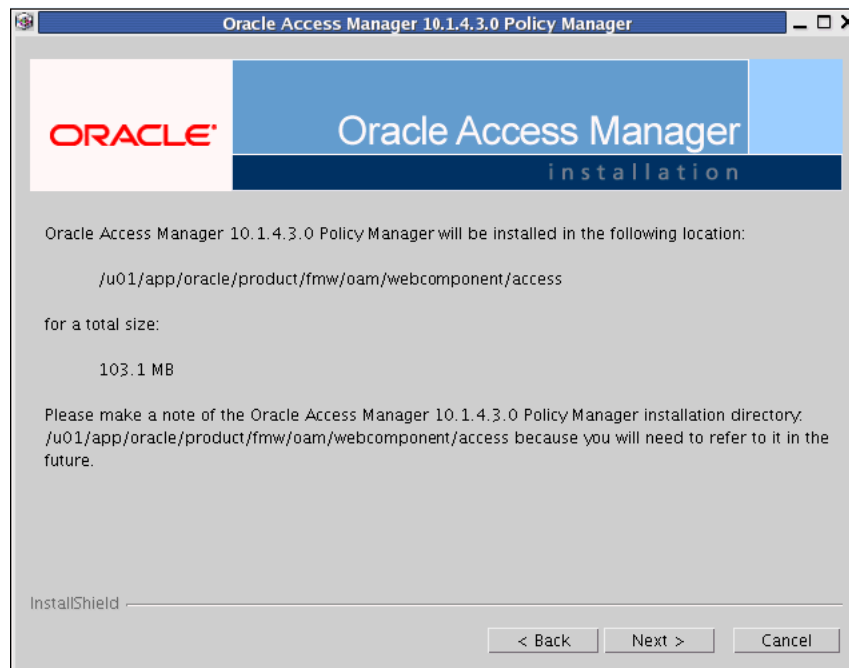 Oracle Access Manager 10.1.4.3.0 Policy Manager
ORACLE
Oracle Access Manager
installation
Oracle Access Manager 10.1.4.3.0 Policy Manager will be installed in the following location:
/u01/app/oracle/product/fmw/oam/webcomponent/access
for a total size:
103.1 MB
Please make a note of the Oracle Access Manager 10.1.4.3.0 Policy Manager installation directory:
/u01/app/oracle/product/fmw/oam/webcomponent/access because you will need to refer to it in the
future.
InstallShield
< Back Next > Cancel